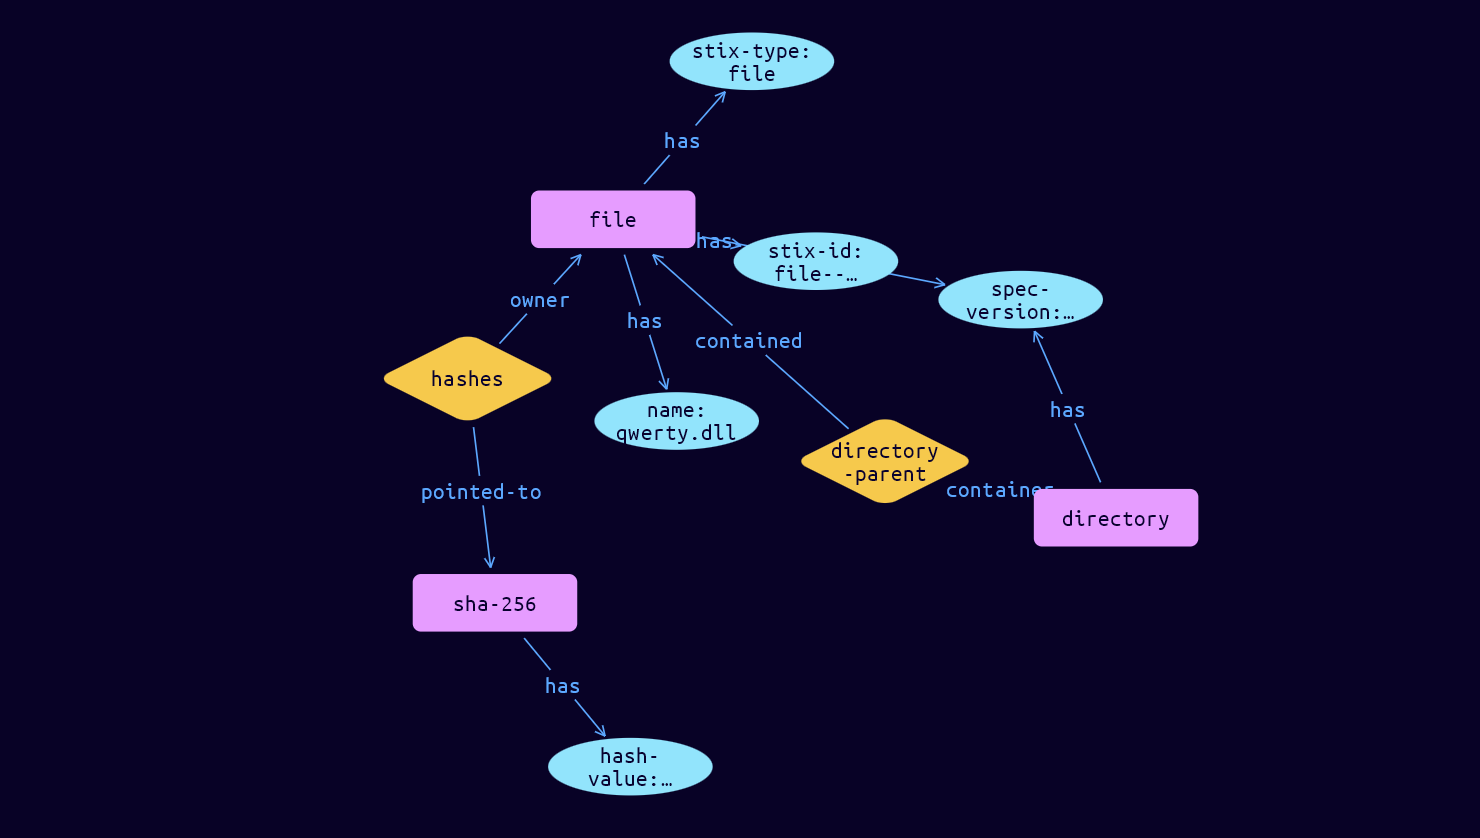 stix-type:
file
has
file
has
stix-id:
file--…
spec-
version:…
owner
has
contained
hashes
name:
qwerty.dll
has
directory
-parent
container
directory
pointed-to
sha-256
has
hash-
value:…